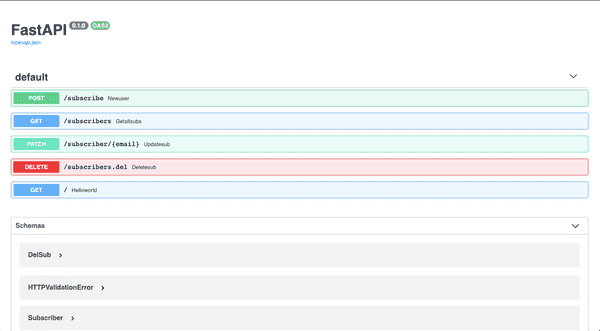 FastAPI 0.1.0 OAS3
/openapi.json
default
POST /subscribe Newuser
GET /subscribers Getallsubs
PATCH /subscriber/{email} Updatesub
DELETE /subscribers.del Deletesub
GET / Helloworld
Schemas
DelSub
HTTPValidationError
Subscriber